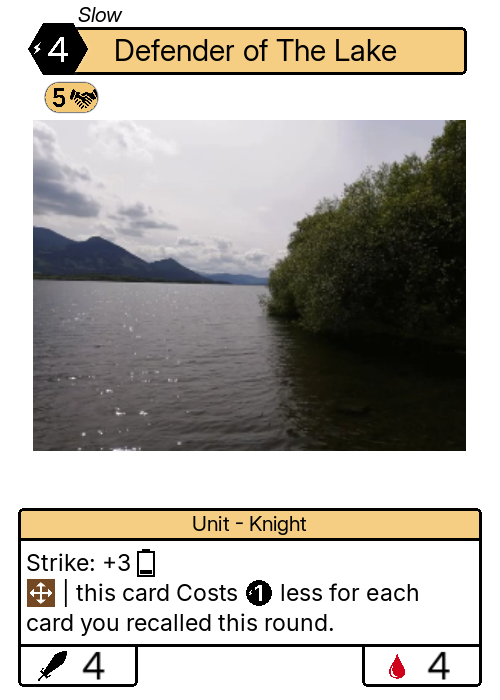 Slow
4 Defender of The Lake
5
Unit - Knight
Strike: +3
| this card Costs 1 less for each
card you recalled this round.
4 4